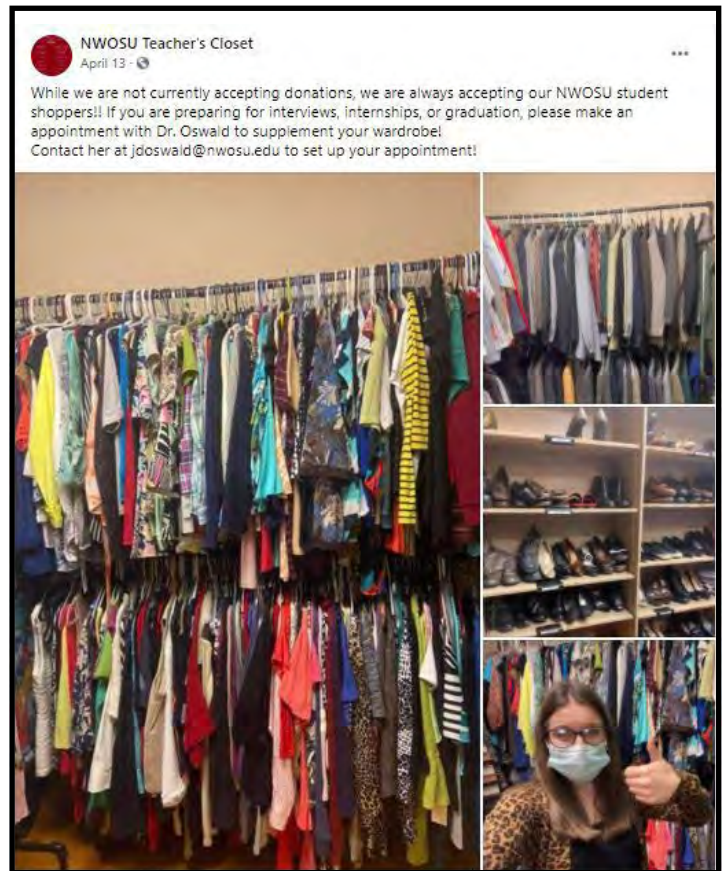 NWOSU Teacher's Closet
April 13 ·
While we are not currently accepting donations, we are always accepting our NWOSU student
shoppers!! If you are preparing for interviews, internships, or graduation, please make an
appointment with Dr. Oswald to supplement your wardrobe!
Contact her at jdoswald@nwosu.edu to set up your appointment!